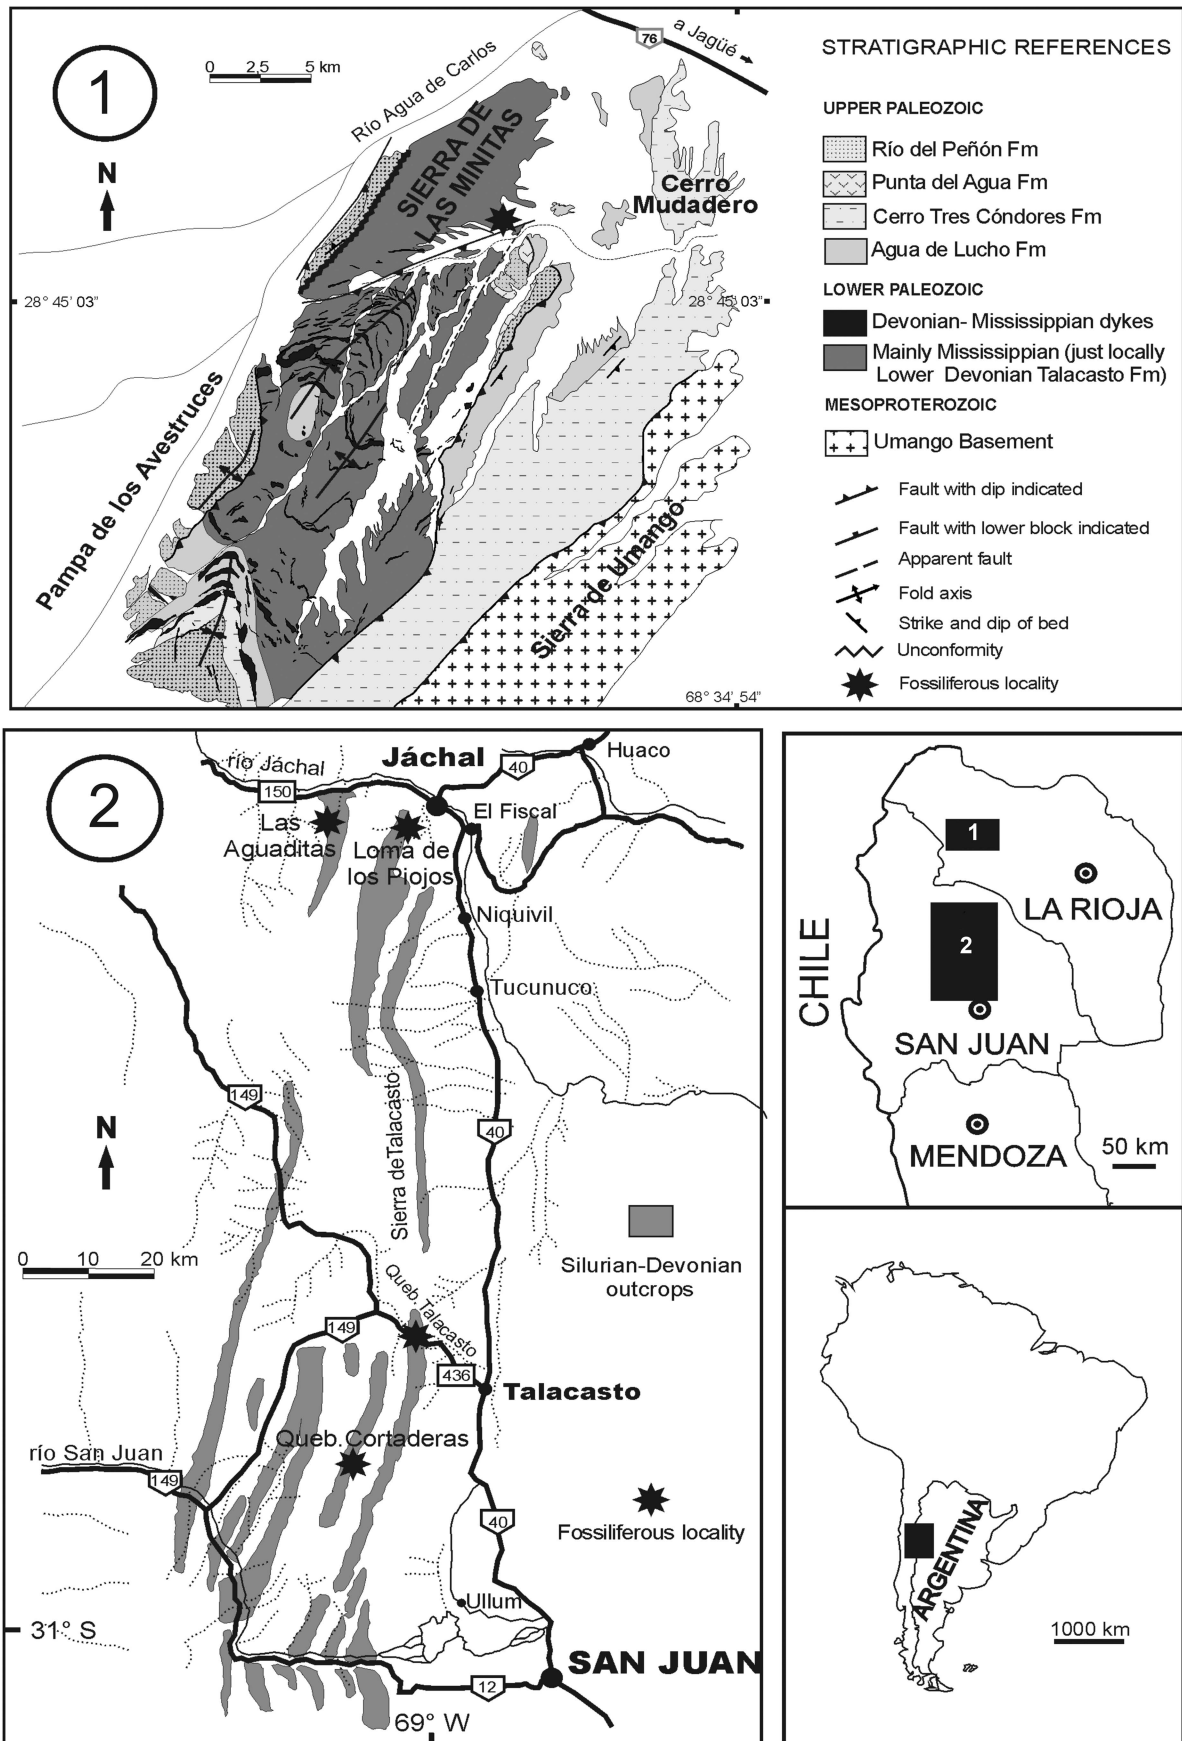 1
N
0 2,5 5 km
Río Agua de Carlos
76
a Jagüé
SIERRA DE
LAS MINITAS
Cerro
Mudadero
28° 45' 03"
28° 45' 03"
Pampa de los Avestruces
Sierra de Umango
68° 34' 54"
STRATIGRAPHIC REFERENCES
UPPER PALEOZOIC
Río del Peñón Fm
Punta del Agua Fm
Cerro Tres Cóndores Fm
Agua de Lucho Fm
LOWER PALEOZOIC
Devonian- Mississippian dykes
Mainly Mississippian (just locally
Lower Devonian Talacasto Fm)
MESOPROTEROZOIC
Umango Basement
Fault with dip indicated
Fault with lower block indicated
Apparent fault
Fold axis
Strike and dip of bed
Unconformity
Fossiliferous locality
2
río Jáchal
150
Jáchal
40
Huaco
Las
Aguaditas
Loma de
los Piojos
El Fiscal
Niquivil
Tucunuco
149
Sierra de Talacasto
40
N
0 10 20 km
Silurian-Devonian
outcrops
Queb. Talacasto
149
436
Talacasto
Queb. Cortaderas
río San Juan
149
40
Fossiliferous locality
Ullum
31° S
SAN JUAN
12
69° W
1
LA RIOJA
2
CHILE
SAN JUAN
MENDOZA
50 km
ARGENTINA
1000 km